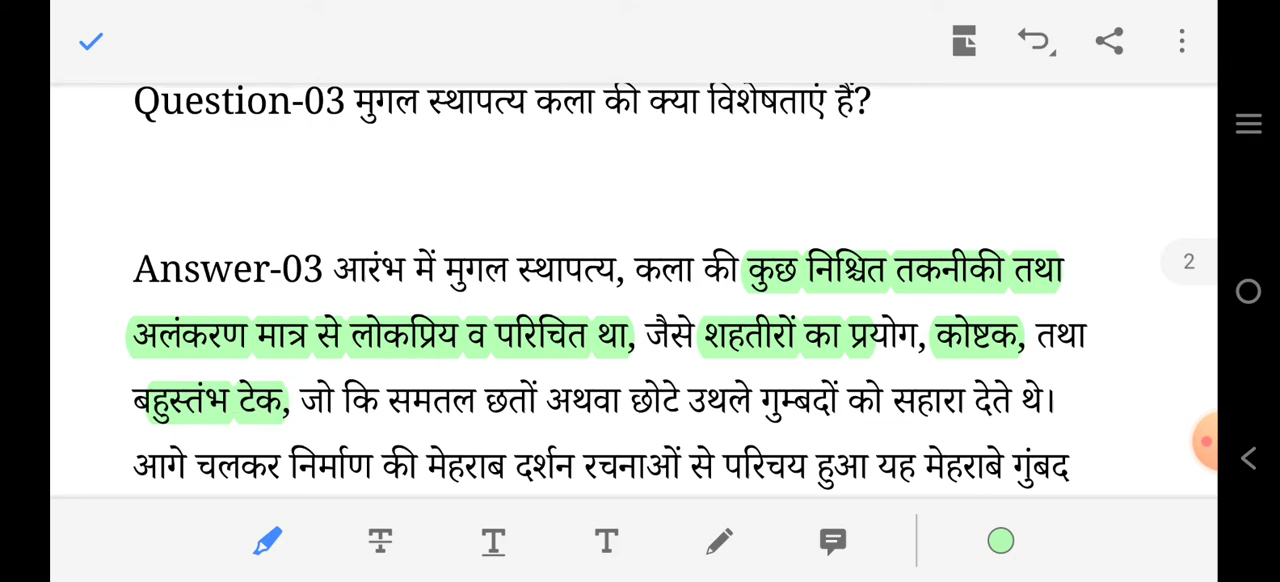 Question-03 मुगल स्थापत्य कला की क्या विशेषताएं हैं?
Answer-03 आरंभ में मुगल स्थापत्य, कला की कुछ निश्चित तकनीकी तथा
2
अलंकरण मात्र से लोकप्रिय व परिचित था, जैसे शहतीरों का प्रयोग, कोष्टक, तथा
बहुस्तंभ टेक, जो कि समतल छतों अथवा छोटे उथले गुम्बदों को सहारा देते थे।
आगे चलकर निर्माण की मेहराब दर्शन रचनाओं से परिचय हुआ यह मेहराबे गुंबद